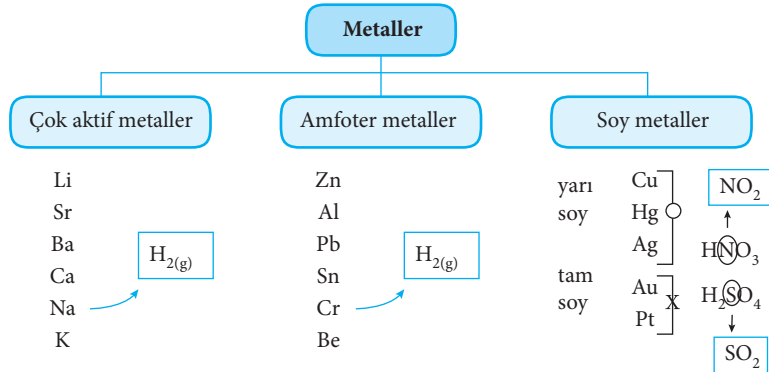 Metaller
Çok aktif metaller
Li
Sr
Ba
Ca
Na
K
H₂(g)
Amfoter metaller
Zn
Al
Pb
Sn
Cr
Be
H₂(g)
Soy metaller
yarı
soy
Cu
Hg
Ag
tam
soy
Au
Pt
X
NO₂
HNO₃
H₂SO₄
SO₂